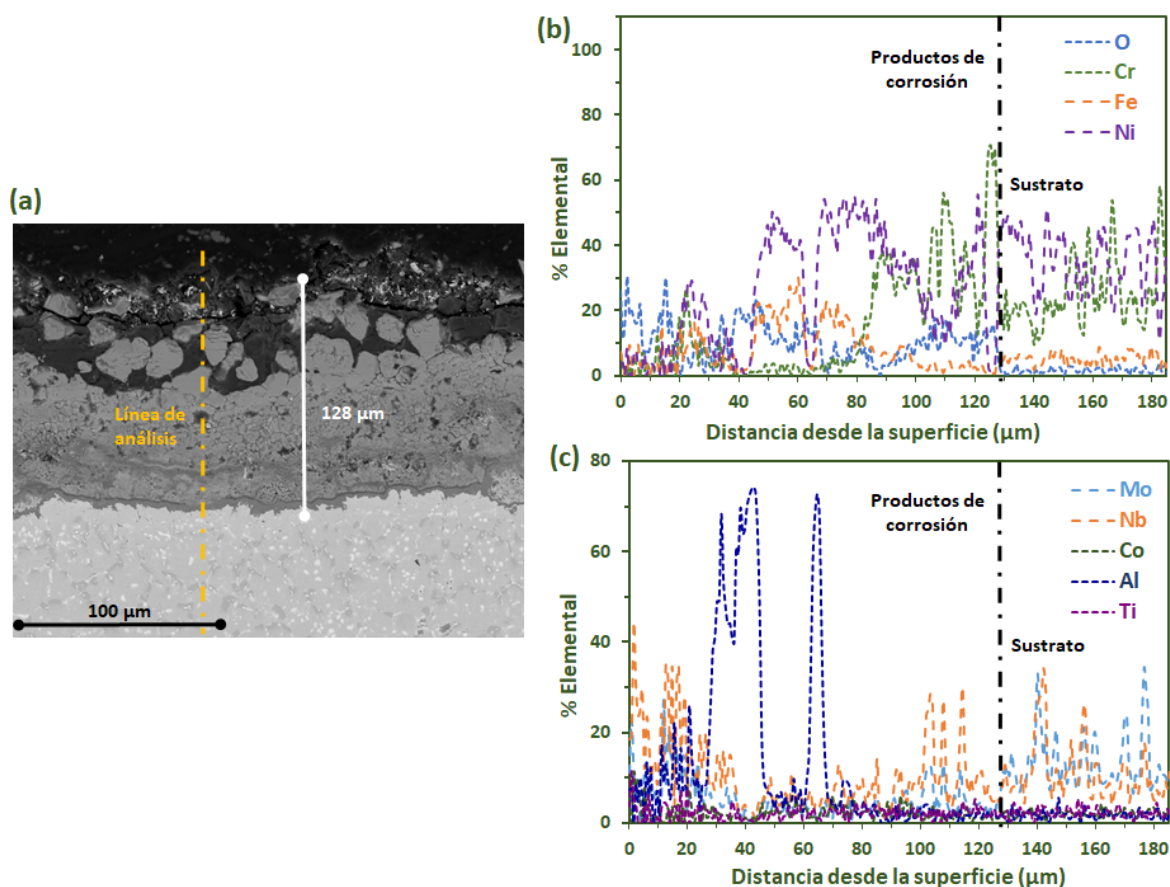 (a)
Línea de
análisis
128 µm
100 µm
(b)
% Elemental
100
80
60
40
20
0
Productos de
corrosión
Sustrato
O
Cr
Fe
Ni
0 20 40 60 80 100 120 140 160 180
Distancia desde la superficie (µm)
(c)
% Elemental
80
60
40
20
0
Productos de
corrosión
Sustrato
Mo
Nb
Co
Al
Ti
0 20 40 60 80 100 120 140 160 180
Distancia desde la superficie (µm)